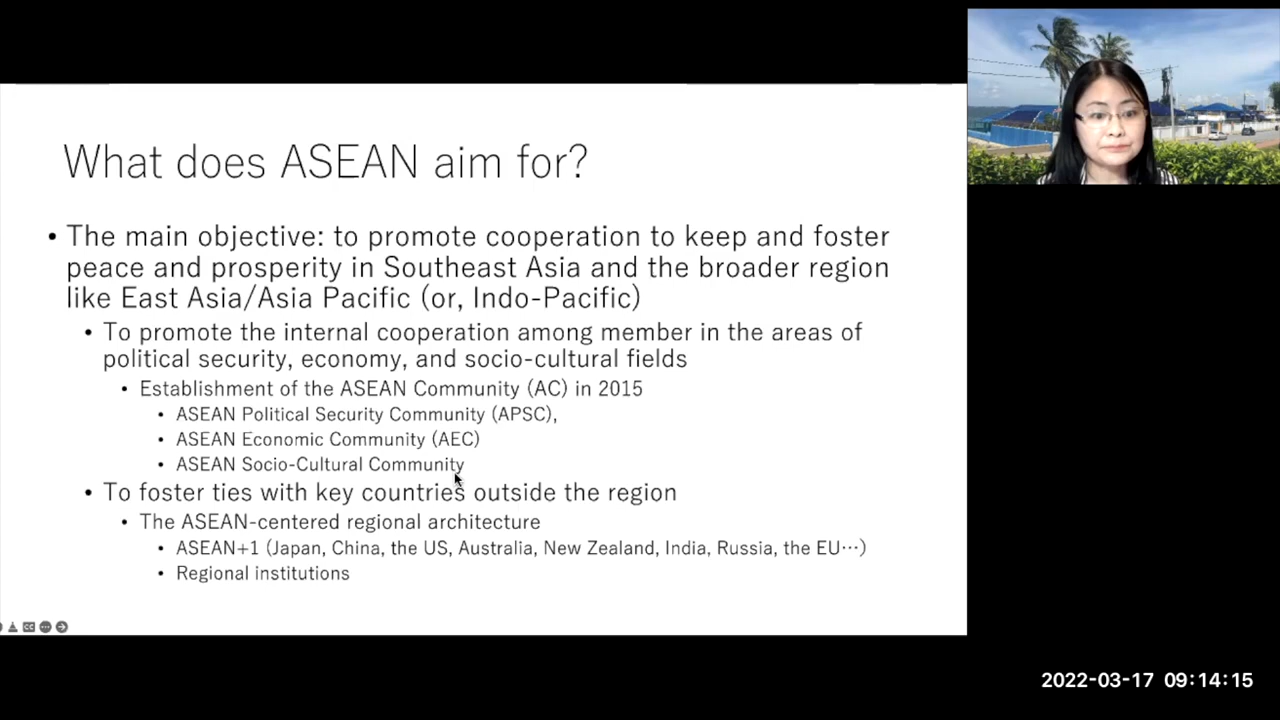 What does ASEAN aim for?
• The main objective: to promote cooperation to keep and foster
peace and prosperity in Southeast Asia and the broader region
like East Asia/Asia Pacific (or, Indo-Pacific)
• To promote the internal cooperation among member in the areas of
political security, economy, and socio-cultural fields
• Establishment of the ASEAN Community (AC) in 2015
• ASEAN Political Security Community (APSC),
• ASEAN Economic Community (AEC)
• ASEAN Socio-Cultural Community
• To foster ties with key countries outside the region
• The ASEAN-centered regional architecture
• ASEAN+1 (Japan, China, the US, Australia, New Zealand, India, Russia, the EU…)
• Regional institutions
2022-03-17 09:14:15